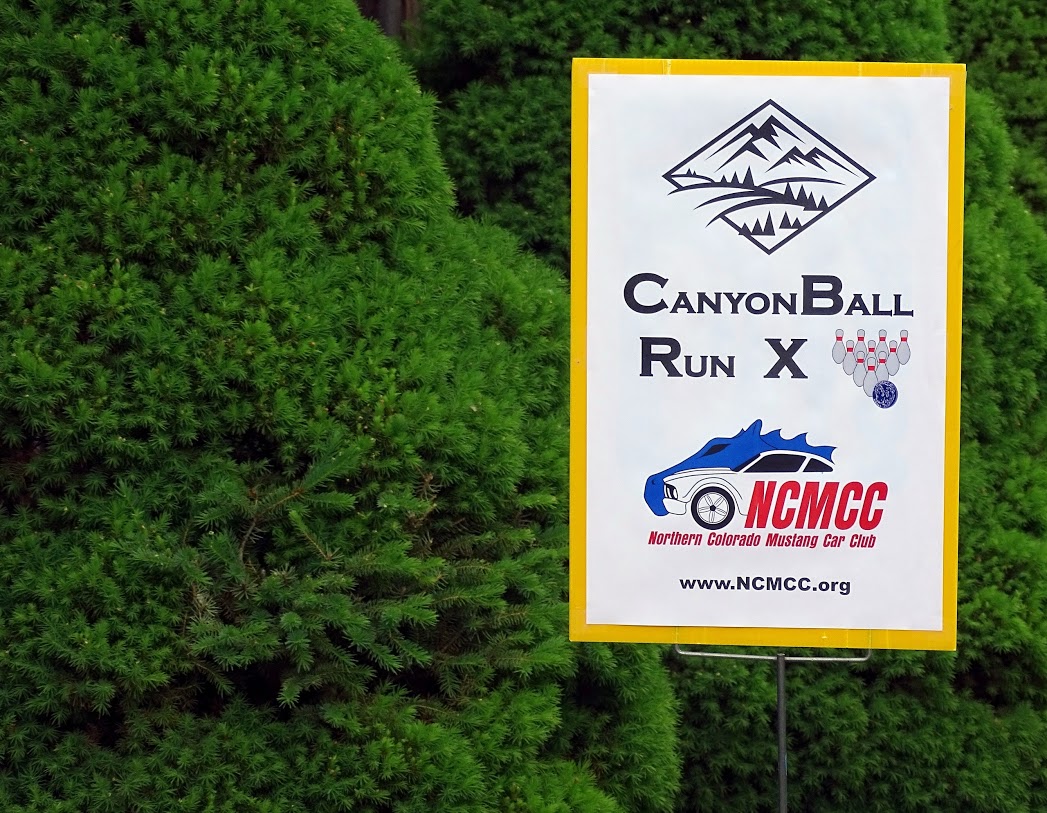 CanyonBall
Run X
NCMCC
Northern Colorado Mustang Car Club
www.NCMCC.org